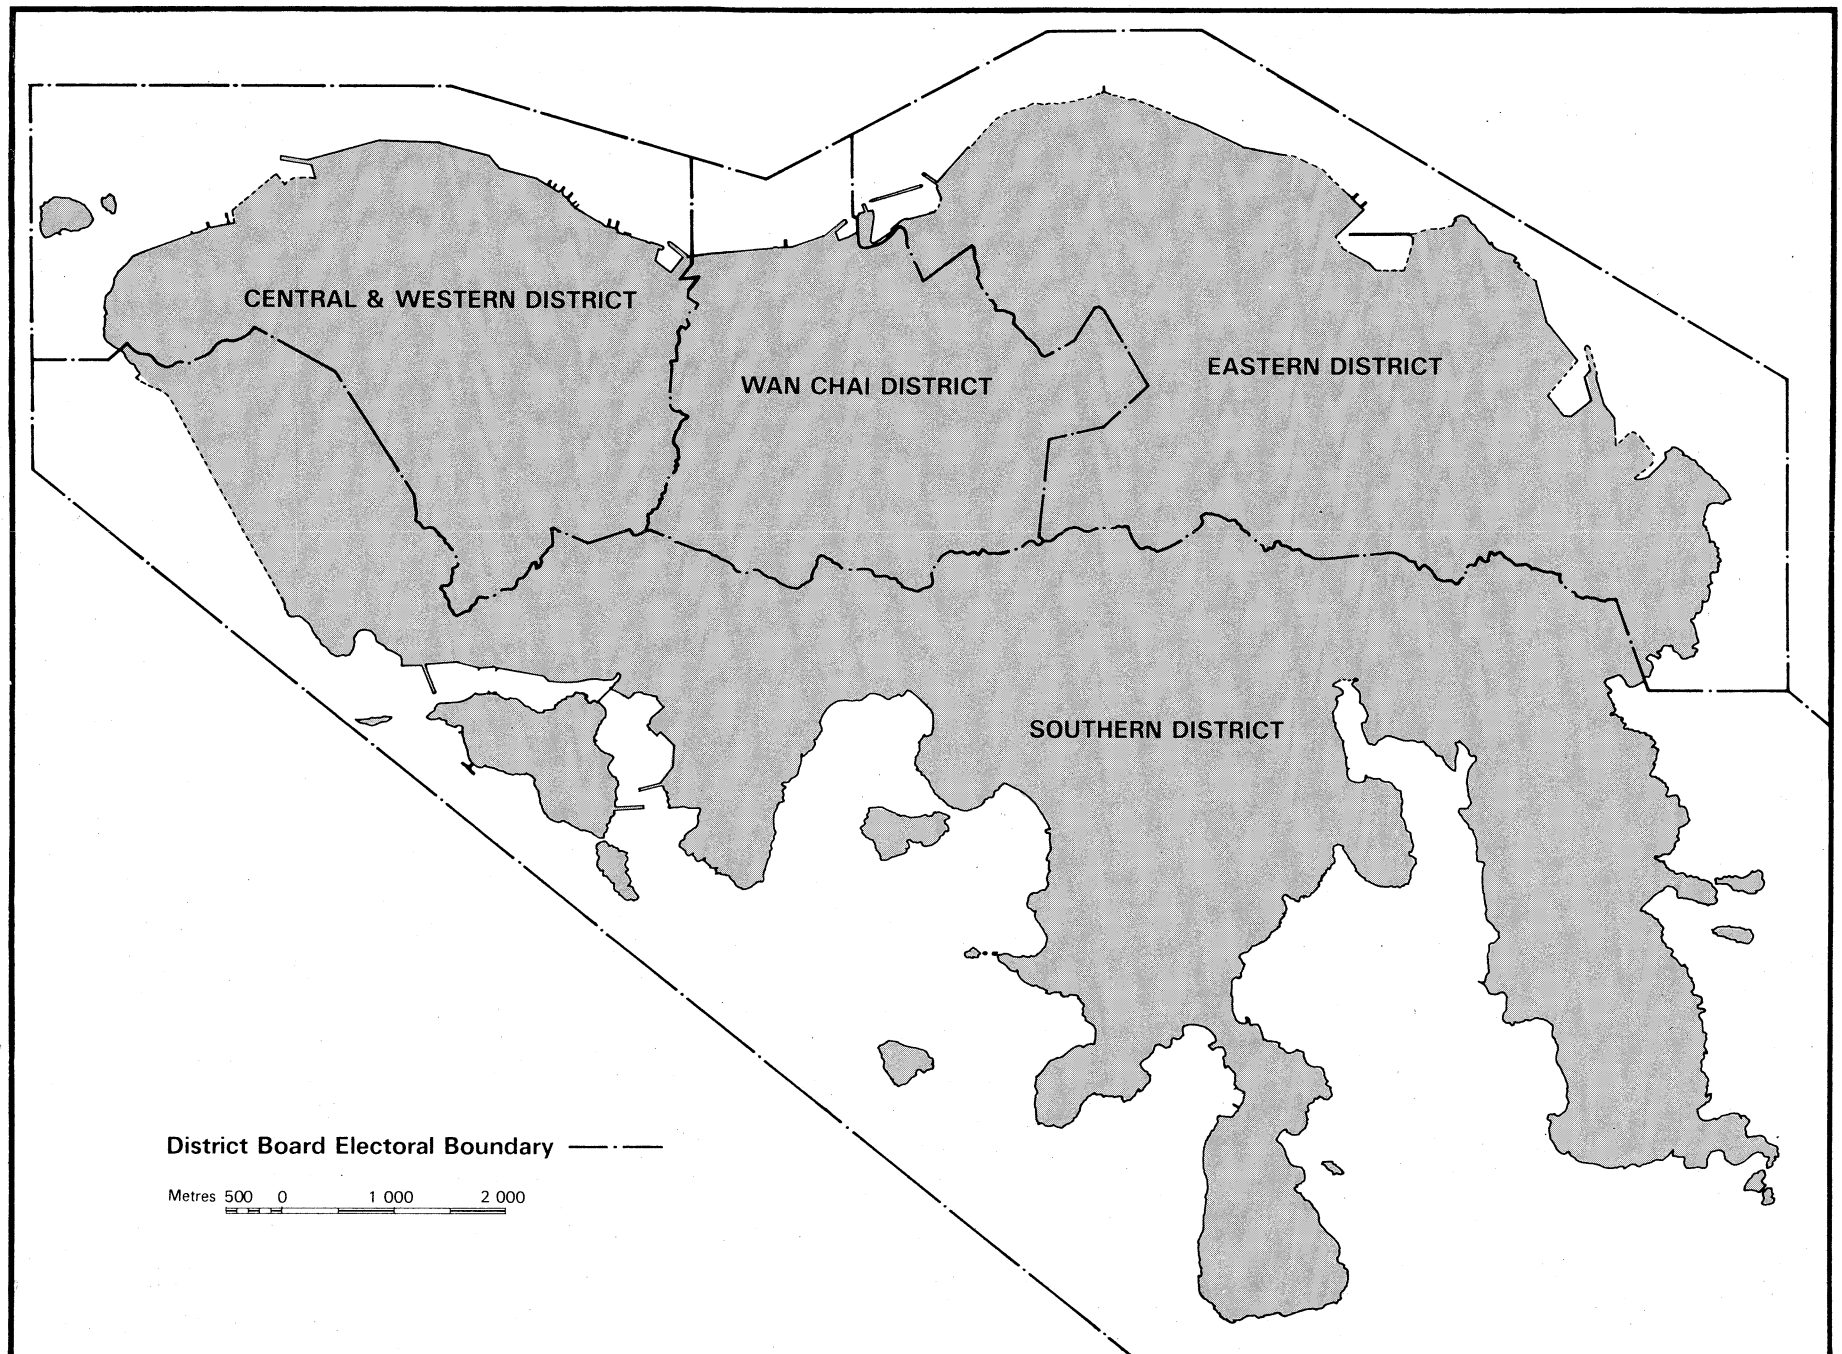 CENTRAL & WESTERN DISTRICT
EASTERN DISTRICT
WAN CHAI DISTRICT
SOUTHERN DISTRICT
District Board Electoral Boundary
Metres 500 0 1 000 2 000